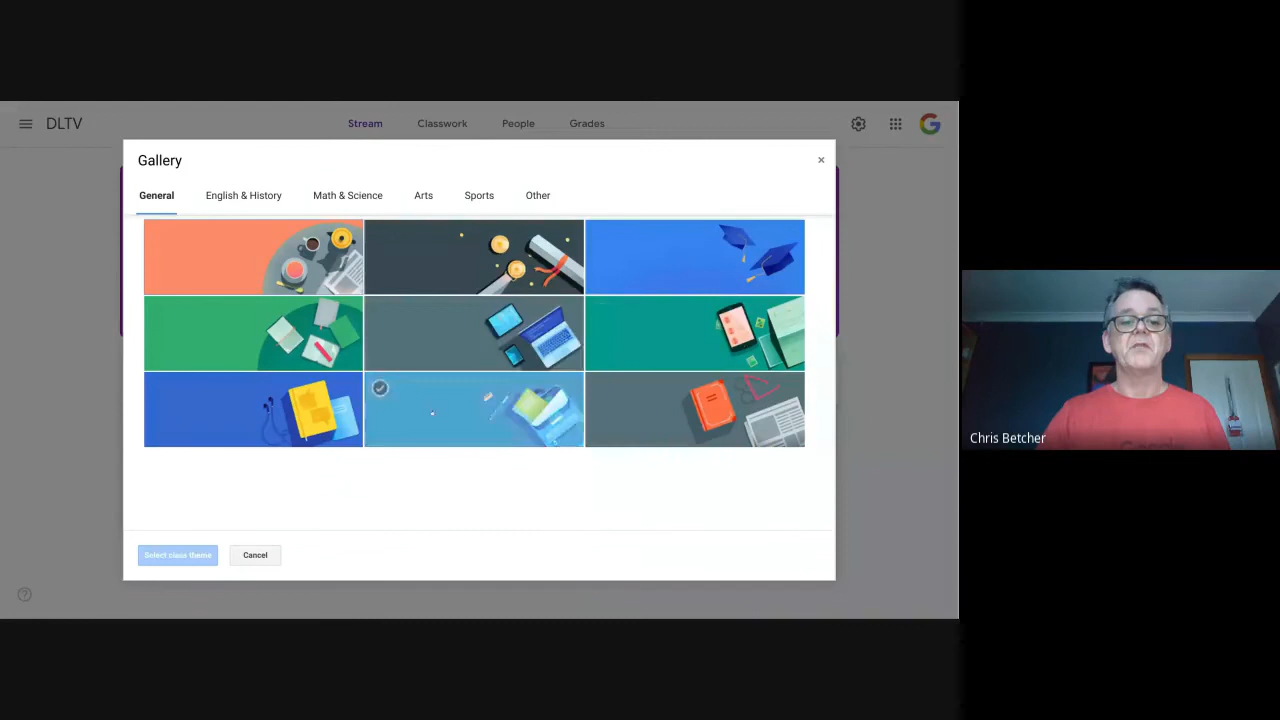 DLTV
Stream
Classwork
People
Grades
Gallery
×
General
English & History
Math & Science
Arts
Sports
Other
Select class theme
Cancel
Chris Betcher